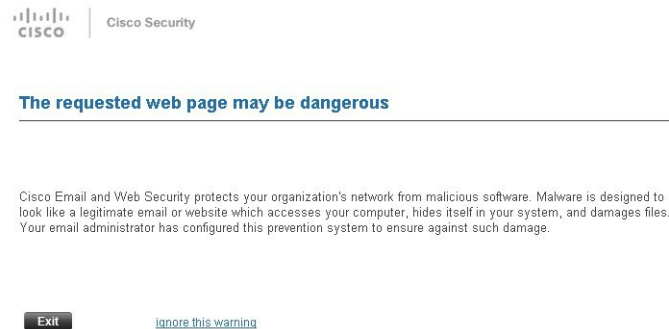 CISCO
Cisco Security
The requested web page may be dangerous
Cisco Email and Web Security protects your organization's network from malicious software. Malware is designed to
look like a legitimate email or website which accesses your computer, hides itself in your system, and damages files.
Your email administrator has configured this prevention system to ensure against such damage.
Exit
ignore this warning